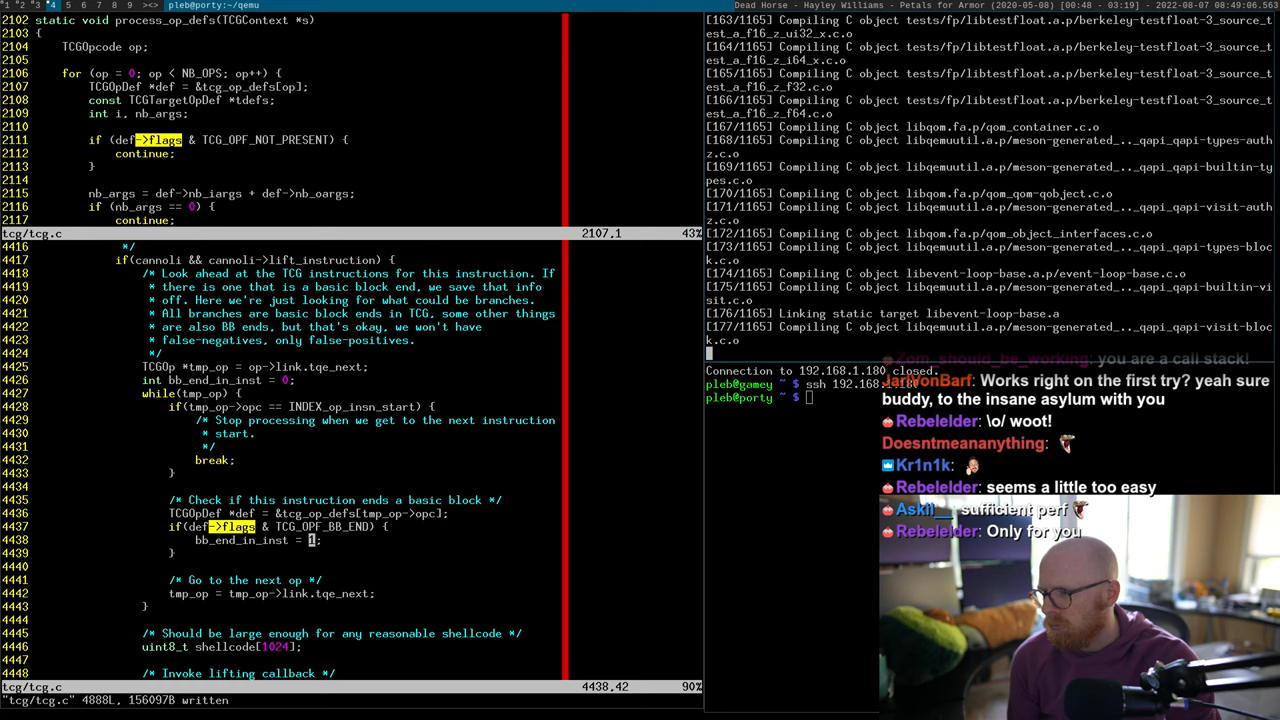 1 2 3 4 5 6 7 8 9 ><> pleb@porty:~/qemu
Dead Horse - Hayley Williams - Petals for Armor (2020-05-08) [00:48 - 03:19] - 2022-08-07 08:49:06.563
2102 static void process_op_defs(TCGContext *s)
2103 {
2104 TCGOpcode op;
2105
2106 for (op = 0; op < NB_OPS; op++) {
2107 TCGOpDef *def = &tcg_op_defs[op];
2108 const TCGTargetOpDef *tdefs;
2109 int i, nb_args;
2110
2111 if (def->flags & TCG_OPF_NOT_PRESENT) {
2112 continue;
2113 }
2114
2115 nb_args = def->nb_iargs + def->nb_oargs;
2116 if (nb_args == 0) {
2117 continue;
tcg/tcg.c 2107,1 43%
4416 */
4417 if(cannoli && cannoli->lift_instruction) {
4418 /* Look ahead at the TCG instructions for this instruction. If
4419 * there is one that is a basic block end, we save that info
4420 * off. Here we're just looking for what could be branches.
4421 * All branches are basic block ends in TCG, some other things
4422 * are also BB ends, but that's okay, we won't have
4423 * false-negatives, only false-positives.
4424 */
4425 TCGOp *tmp_op = op->link.tqe_next;
4426 int bb_end_in_inst = 0;
4427 while(tmp_op) {
4428 if(tmp_op->opc == INDEX_op_insn_start) {
4429 /* Stop processing when we get to the next instruction
4430 * start.
4431 */
4432 break;
4433 }
4434
4435 /* Check if this instruction ends a basic block */
4436 TCGOpDef *def = &tcg_op_defs[tmp_op->opc];
4437 if(def->flags & TCG_OPF_BB_END) {
4438 bb_end_in_inst = 1;
4439 }
4440
4441 /* Go to the next op */
4442 tmp_op = tmp_op->link.tqe_next;
4443 }
4444
4445 /* Should be large enough for any reasonable shellcode */
4446 uint8_t shellcode[1024];
4447
4448 /* Invoke lifting callback */
tcg/tcg.c 4438,42 90%
"tcg/tcg.c" 4888L, 156097B written
[163/1165] Compiling C object tests/fp/libtestfloat.a.p/berkeley-testfloat-3_source_t
est_a_f16_z_ui32_x.c.o
[164/1165] Compiling C object tests/fp/libtestfloat.a.p/berkeley-testfloat-3_source_t
est_a_f16_z_i64_x.c.o
[165/1165] Compiling C object tests/fp/libtestfloat.a.p/berkeley-testfloat-3_source_t
est_a_f16_z_f32.c.o
[166/1165] Compiling C object tests/fp/libtestfloat.a.p/berkeley-testfloat-3_source_t
est_a_f16_z_f64.c.o
[167/1165] Compiling C object libqom.fa.p/qom_container.c.o
[168/1165] Compiling C object libqemuutil.a.p/meson-generated_.._qapi_qapi-types-auth
z.c.o
[169/1165] Compiling C object libqemuutil.a.p/meson-generated_.._qapi_qapi-builtin-ty
pes.c.o
[170/1165] Compiling C object libqom.fa.p/qom_qom-qobject.c.o
[171/1165] Compiling C object libqemuutil.a.p/meson-generated_.._qapi_qapi-visit-auth
z.c.o
[172/1165] Compiling C object libqom.fa.p/qom_object_interfaces.c.o
[173/1165] Compiling C object libqemuutil.a.p/meson-generated_.._qapi_qapi-types-bloc
k.c.o
[174/1165] Compiling C object libevent-loop-base.a.p/event-loop-base.c.o
[175/1165] Compiling C object libqemuutil.a.p/meson-generated_.._qapi_qapi-builtin-vi
sit.c.o
[176/1165] Linking static target libevent-loop-base.a
[177/1165] Compiling C object libqemuutil.a.p/meson-generated_.._qapi_qapi-visit-bloc
k.c.o
Connection to 192.168.1.180 closed.
pleb@gamey ~ $ ssh 192.168.1.180
pleb@porty ~ $
Zom_should_be_working: you are a call stack!
JarlVonBarf: Works right on the first try? yeah sure
buddy, to the insane asylum with you
Rebelelder: \o/ woot!
Doesntmeananything:
Kr1n1k:
Rebelelder: seems a little too easy
Askil__: sufficient perf
Rebelelder: Only for you